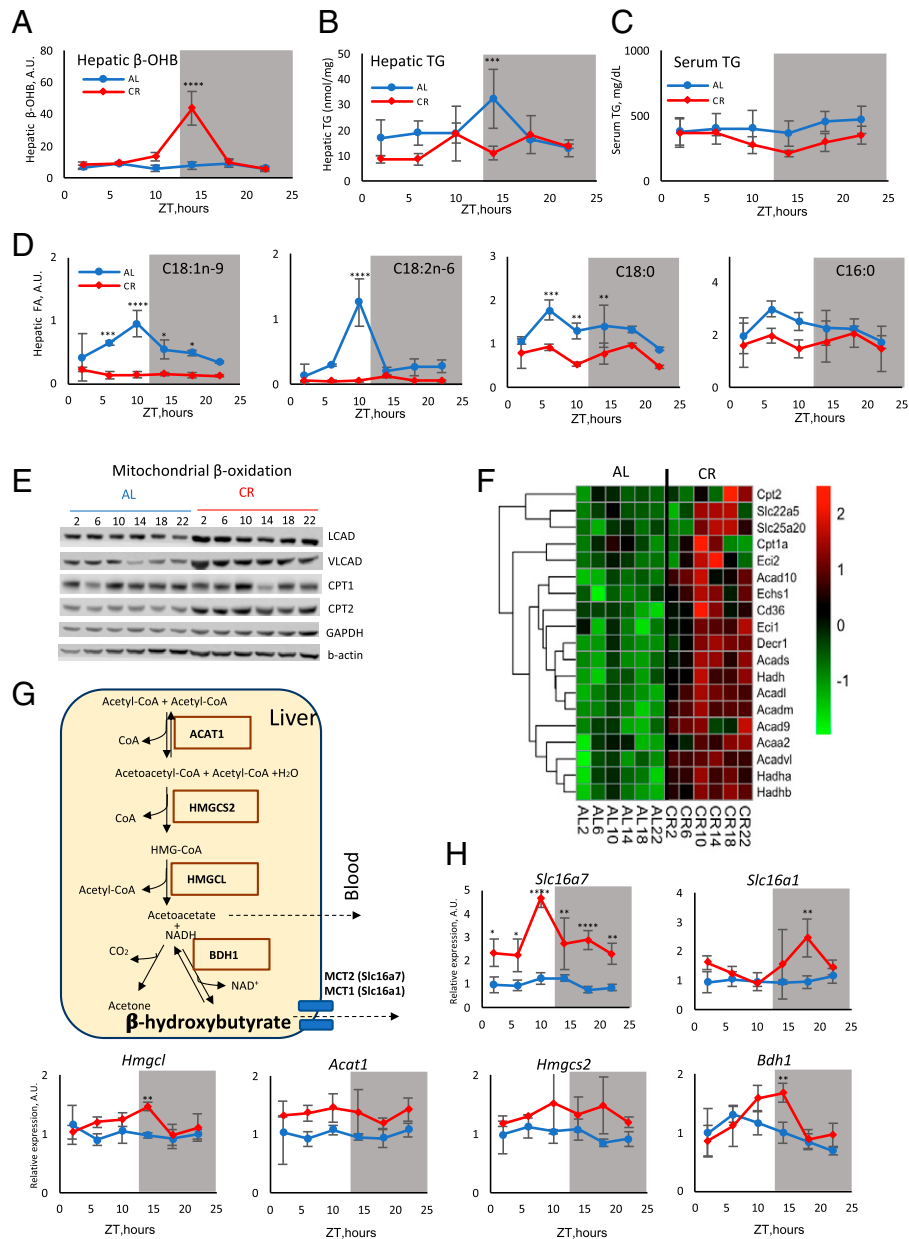 A
B
C
Hepatic β-OHB
AL
CR
Hepatic β-OHB, A.U.
80
60
40
20
0
****
0 5 10 15 20 25
ZT,hours
Hepatic TG
AL
CR
Hepatic TG (nmol/mg)
50
40
30
20
10
0
***
0 5 10 15 20 25
ZT,hours
Serum TG
AL
CR
Serum TG, mg/dL
1000
500
0
0 5 10 15 20 25
ZT,hours
D
C18:1n-9
AL
CR
Hepatic FA, A.U.
2
1
0
*** **** * *
0 5 10 15 20 25
ZT,hours
C18:2n-6
2
1
0
****
0 5 10 15 20 25
ZT,hours
C18:0
3
2
1
0
*** ** **
0 5 10 15 20 25
ZT,hours
C16:0
4
2
0
0 5 10 15 20 25
ZT,hours
E
Mitochondrial β-oxidation
AL CR
2 6 10 14 18 22 2 6 10 14 18 22
LCAD
VLCAD
CPT1
CPT2
GAPDH
b-actin
F
AL CR
Cpt2
Slc22a5
Slc25a20
Cpt1a
Eci2
Acad10
Echs1
Cd36
Eci1
Decr1
Acads
Hadh
Acadl
Acadm
Acad9
Acaa2
Acadvl
Hadha
Hadhb
AL2 AL6 AL10 AL14 AL18 AL22 CR2 CR6 CR10 CR14 CR18 CR22
2
1
0
-1
G
Liver
Acetyl-CoA + Acetyl-CoA
CoA
ACAT1
Acetoacetyl-CoA + Acetyl-CoA +H2O
CoA
HMGCS2
HMG-CoA
Acetyl-CoA
HMGCL
Acetoacetate
+
NADH
CO2
BDH1
NAD+
Acetone
β-hydroxybutyrate
Blood
MCT2 (Slc16a7)
MCT1 (Slc16a1)
H
Slc16a7
Relative expression, A.U.
5
4
3
2
1
0
* * **** ** **** **
0 5 10 15 20 25
Slc16a1
4
3
2
1
0
**
0 5 10 15 20 25
Hmgcl
Relative expression, A.U.
2
1
0
**
0 5 10 15 20 25
ZT,hours
Acat1
2
1
0
0 5 10 15 20 25
ZT,hours
Hmgcs2
2
1
0
0 5 10 15 20 25
ZT,hours
Bdh1
2
1
0
**
0 5 10 15 20 25
ZT,hours